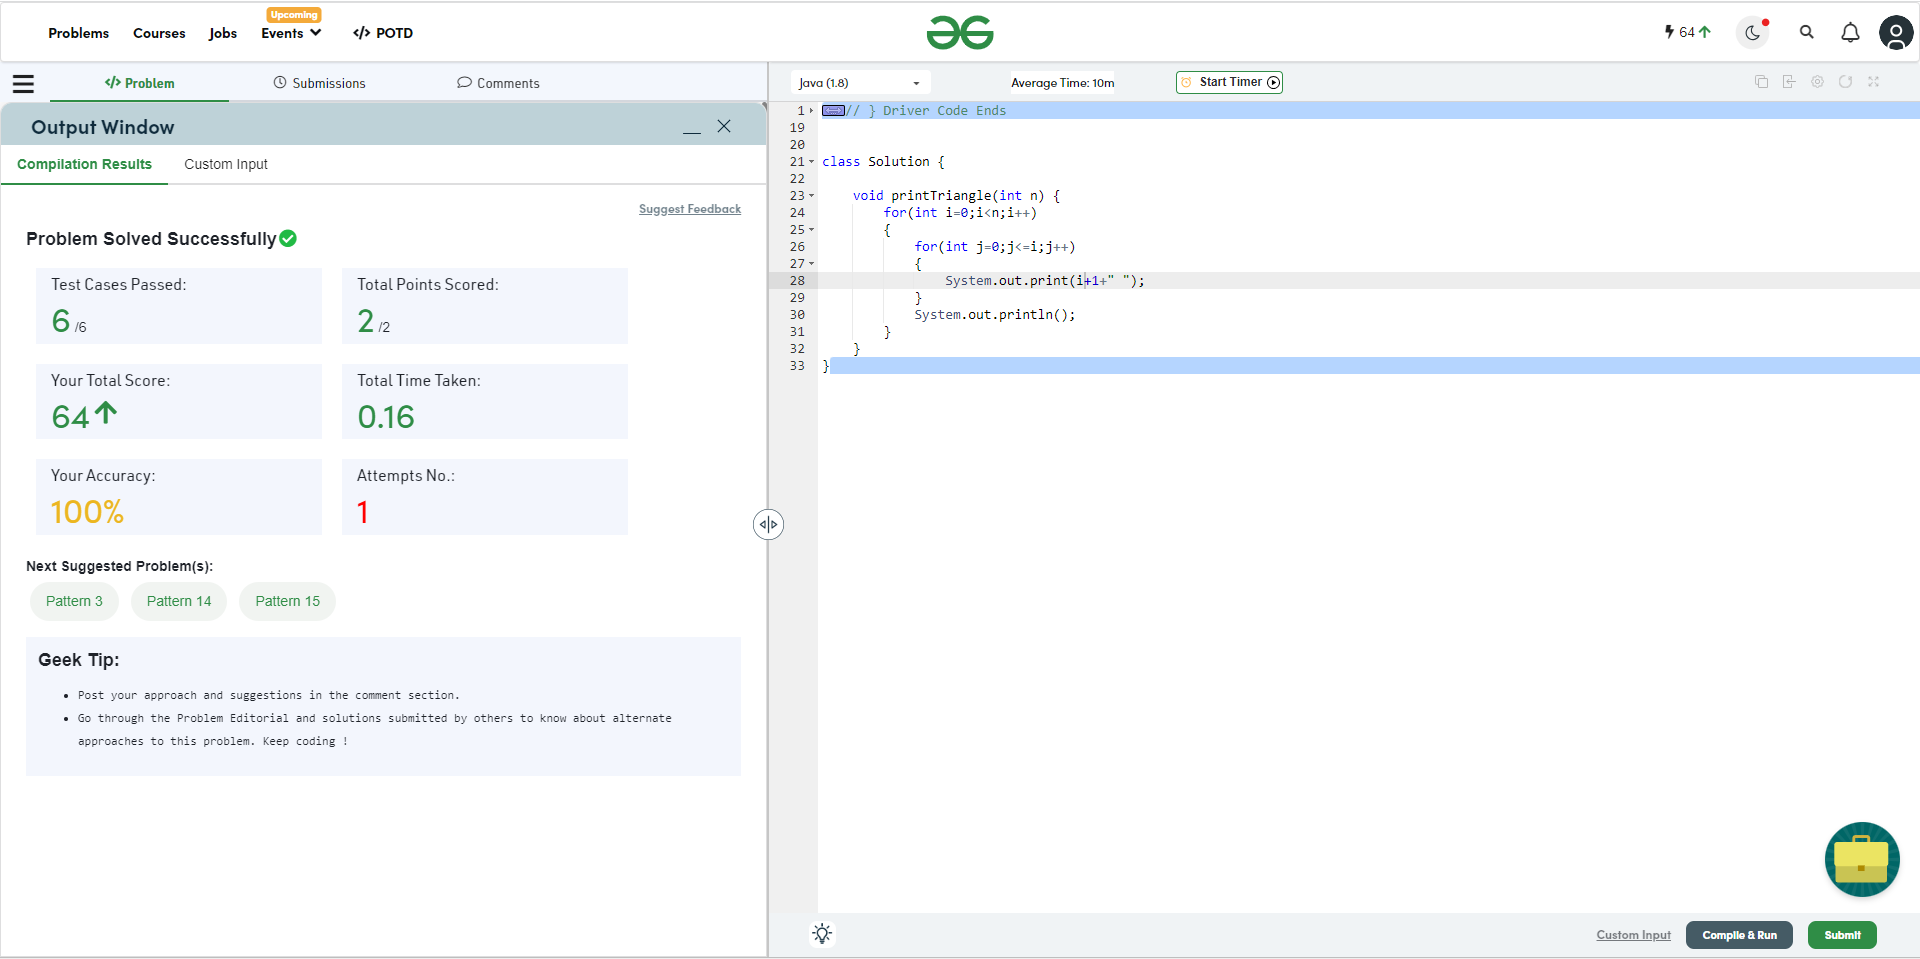 Upcoming
Problems Courses Jobs Events </> POTD
64
</> Problem Submissions Comments
Java (1.8) Average Time: 10m Start Timer
Output Window
Compilation Results Custom Input
Suggest Feedback
Problem Solved Successfully
Test Cases Passed: Total Points Scored:
6 /6 2 /2
Your Total Score: Total Time Taken:
64 0.16
Your Accuracy: Attempts No.:
100% 1
Next Suggested Problem(s):
Pattern 3 Pattern 14 Pattern 15
Geek Tip:
• Post your approach and suggestions in the comment section.
• Go through the Problem Editorial and solutions submitted by others to know about alternate
approaches to this problem. Keep coding !
1 // } Driver Code Ends
19
20
21 class Solution {
22
23 void printTriangle(int n) {
24 for(int i=0;i<n;i++)
25 {
26 for(int j=0;j<=i;j++)
27 {
28 System.out.print(i+1+" ");
29 }
30 System.out.println();
31 }
32 }
33 }
Custom Input Compile & Run Submit